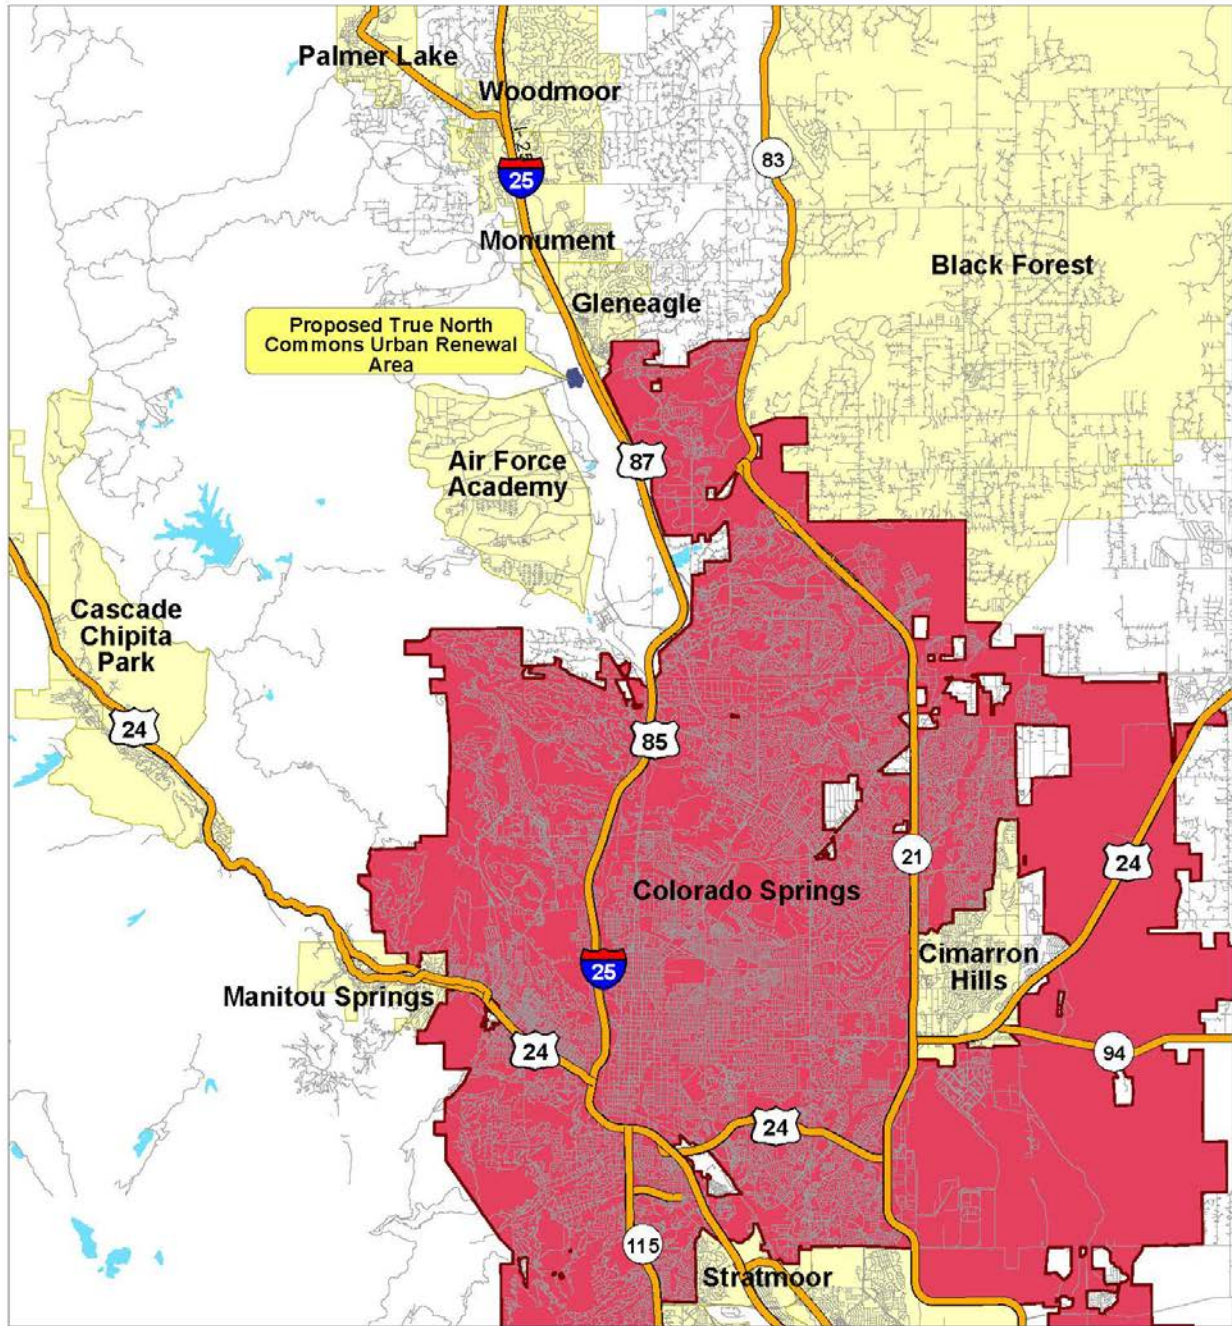 Palmer Lake
Woodmoor
I-25
25
83
Monument
Black Forest
Gleneagle
Proposed True North
Commons Urban Renewal
Area
87
Air Force
Academy
Cascade
Chipita
Park
24
85
21
24
Colorado Springs
Cimarron
Hills
25
Manitou Springs
24
94
24
115
Stratmoor